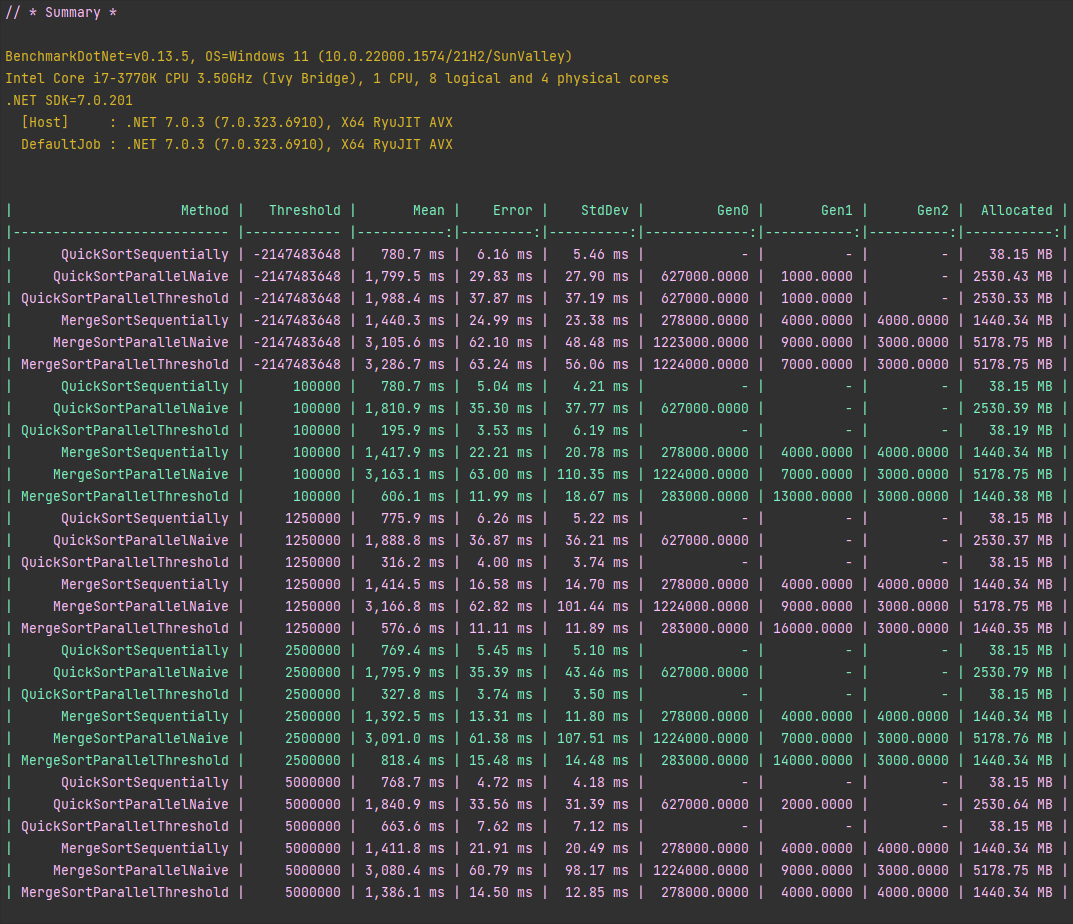 // * Summary *
BenchmarkDotNet=v0.13.5, OS=Windows 11 (10.0.22000.1574/21H2/SunValley)
Intel Core i7-3770K CPU 3.50GHz (Ivy Bridge), 1 CPU, 8 logical and 4 physical cores
.NET SDK=7.0.201
  [Host]     : .NET 7.0.3 (7.0.323.6910), X64 RyuJIT AVX
  DefaultJob : .NET 7.0.3 (7.0.323.6910), X64 RyuJIT AVX
|                     Method |   Threshold |       Mean |    Error |    StdDev |         Gen0 |       Gen1 |      Gen2 |  Allocated |
|--------------------------- |------------ |-----------:|---------:|----------:|-------------:|-----------:|----------:|-----------:|
|      QuickSortSequentially | -2147483648 |   780.7 ms |  6.16 ms |   5.46 ms |            - |          - |         - |   38.15 MB |
|     QuickSortParallelNaive | -2147483648 | 1,799.5 ms | 29.83 ms |  27.90 ms |  627000.0000 |  1000.0000 |         - | 2530.43 MB |
| QuickSortParallelThreshold | -2147483648 | 1,988.4 ms | 37.87 ms |  37.19 ms |  627000.0000 |  1000.0000 |         - | 2530.33 MB |
|      MergeSortSequentially | -2147483648 | 1,440.3 ms | 24.99 ms |  23.38 ms |  278000.0000 |  4000.0000 | 4000.0000 | 1440.34 MB |
|     MergeSortParallelNaive | -2147483648 | 3,105.6 ms | 62.10 ms |  48.48 ms | 1223000.0000 |  9000.0000 | 3000.0000 | 5178.75 MB |
| MergeSortParallelThreshold | -2147483648 | 3,286.7 ms | 63.24 ms |  56.06 ms | 1224000.0000 |  7000.0000 | 3000.0000 | 5178.75 MB |
|      QuickSortSequentially |      100000 |   780.7 ms |  5.04 ms |   4.21 ms |            - |          - |         - |   38.15 MB |
|     QuickSortParallelNaive |      100000 | 1,810.9 ms | 35.30 ms |  37.77 ms |  627000.0000 |          - |         - | 2530.39 MB |
| QuickSortParallelThreshold |      100000 |   195.9 ms |  3.53 ms |   6.19 ms |            - |          - |         - |   38.19 MB |
|      MergeSortSequentially |      100000 | 1,417.9 ms | 22.21 ms |  20.78 ms |  278000.0000 |  4000.0000 | 4000.0000 | 1440.34 MB |
|     MergeSortParallelNaive |      100000 | 3,163.1 ms | 63.00 ms | 110.35 ms | 1224000.0000 |  7000.0000 | 3000.0000 | 5178.75 MB |
| MergeSortParallelThreshold |      100000 |   606.1 ms | 11.99 ms |  18.67 ms |  283000.0000 | 13000.0000 | 3000.0000 | 1440.38 MB |
|      QuickSortSequentially |     1250000 |   775.9 ms |  6.26 ms |   5.22 ms |            - |          - |         - |   38.15 MB |
|     QuickSortParallelNaive |     1250000 | 1,888.8 ms | 36.87 ms |  36.21 ms |  627000.0000 |          - |         - | 2530.37 MB |
| QuickSortParallelThreshold |     1250000 |   316.2 ms |  4.00 ms |   3.74 ms |            - |          - |         - |   38.15 MB |
|      MergeSortSequentially |     1250000 | 1,414.5 ms | 16.58 ms |  14.70 ms |  278000.0000 |  4000.0000 | 4000.0000 | 1440.34 MB |
|     MergeSortParallelNaive |     1250000 | 3,166.8 ms | 62.82 ms | 101.44 ms | 1224000.0000 |  9000.0000 | 3000.0000 | 5178.75 MB |
| MergeSortParallelThreshold |     1250000 |   576.6 ms | 11.11 ms |  11.89 ms |  283000.0000 | 16000.0000 | 3000.0000 | 1440.35 MB |
|      QuickSortSequentially |     2500000 |   769.4 ms |  5.45 ms |   5.10 ms |            - |          - |         - |   38.15 MB |
|     QuickSortParallelNaive |     2500000 | 1,795.9 ms | 35.39 ms |  43.46 ms |  627000.0000 |          - |         - | 2530.79 MB |
| QuickSortParallelThreshold |     2500000 |   327.8 ms |  3.74 ms |   3.50 ms |            - |          - |         - |   38.15 MB |
|      MergeSortSequentially |     2500000 | 1,392.5 ms | 13.31 ms |  11.80 ms |  278000.0000 |  4000.0000 | 4000.0000 | 1440.34 MB |
|     MergeSortParallelNaive |     2500000 | 3,091.0 ms | 61.38 ms | 107.51 ms | 1224000.0000 |  7000.0000 | 3000.0000 | 5178.76 MB |
| MergeSortParallelThreshold |     2500000 |   818.4 ms | 15.48 ms |  14.48 ms |  283000.0000 | 14000.0000 | 3000.0000 | 1440.34 MB |
|      QuickSortSequentially |     5000000 |   768.7 ms |  4.72 ms |   4.18 ms |            - |          - |         - |   38.15 MB |
|     QuickSortParallelNaive |     5000000 | 1,840.9 ms | 33.56 ms |  31.39 ms |  627000.0000 |  2000.0000 |         - | 2530.64 MB |
| QuickSortParallelThreshold |     5000000 |   663.6 ms |  7.62 ms |   7.12 ms |            - |          - |         - |   38.15 MB |
|      MergeSortSequentially |     5000000 | 1,411.8 ms | 21.91 ms |  20.49 ms |  278000.0000 |  4000.0000 | 4000.0000 | 1440.34 MB |
|     MergeSortParallelNaive |     5000000 | 3,080.4 ms | 60.79 ms |  98.17 ms | 1224000.0000 |  9000.0000 | 3000.0000 | 5178.75 MB |
| MergeSortParallelThreshold |     5000000 | 1,386.1 ms | 14.50 ms |  12.85 ms |  278000.0000 |  4000.0000 | 4000.0000 | 1440.34 MB |